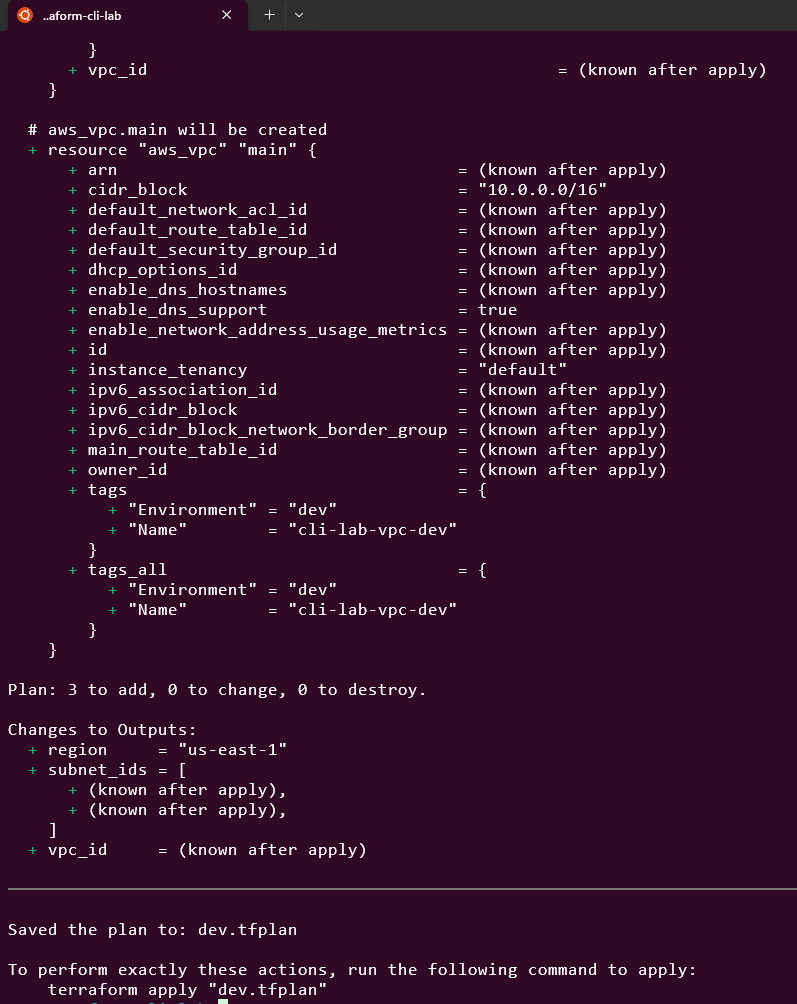 ..aform-cli-lab
}
+ vpc_id = (known after apply)
}
# aws_vpc.main will be created
+ resource "aws_vpc" "main" {
+ arn = (known after apply)
+ cidr_block = "10.0.0.0/16"
+ default_network_acl_id = (known after apply)
+ default_route_table_id = (known after apply)
+ default_security_group_id = (known after apply)
+ dhcp_options_id = (known after apply)
+ enable_dns_hostnames = (known after apply)
+ enable_dns_support = true
+ enable_network_address_usage_metrics = (known after apply)
+ id = (known after apply)
+ instance_tenancy = "default"
+ ipv6_association_id = (known after apply)
+ ipv6_cidr_block = (known after apply)
+ ipv6_cidr_block_network_border_group = (known after apply)
+ main_route_table_id = (known after apply)
+ owner_id = (known after apply)
+ tags = {
+ "Environment" = "dev"
+ "Name" = "cli-lab-vpc-dev"
}
+ tags_all = {
+ "Environment" = "dev"
+ "Name" = "cli-lab-vpc-dev"
}
}
Plan: 3 to add, 0 to change, 0 to destroy.
Changes to Outputs:
+ region = "us-east-1"
+ subnet_ids = [
+ (known after apply),
+ (known after apply),
]
+ vpc_id = (known after apply)
Saved the plan to: dev.tfplan
To perform exactly these actions, run the following command to apply:
terraform apply "dev.tfplan"